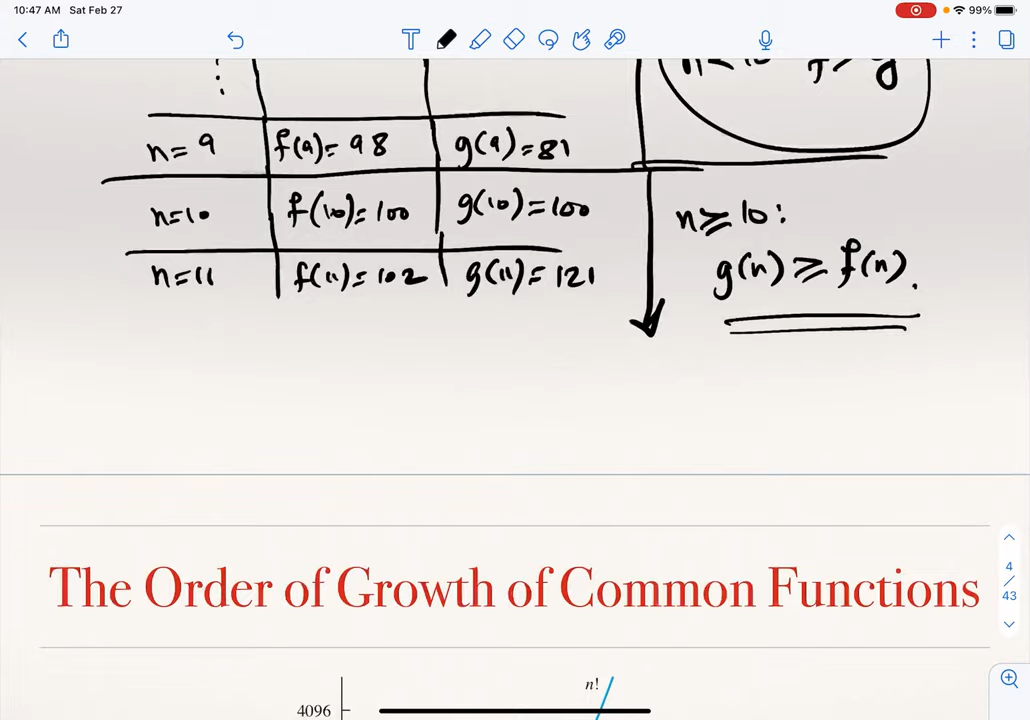 10:47 AM Sat Feb 27
99%
n=9 f(9)=98 g(9)=81
n=10 f(10)=100 g(10)=100
n=11 f(11)=102 g(11)=121
n≥10:
g(n)≥f(n).
4
/
43
The Order of Growth of Common Functions
n!
4096